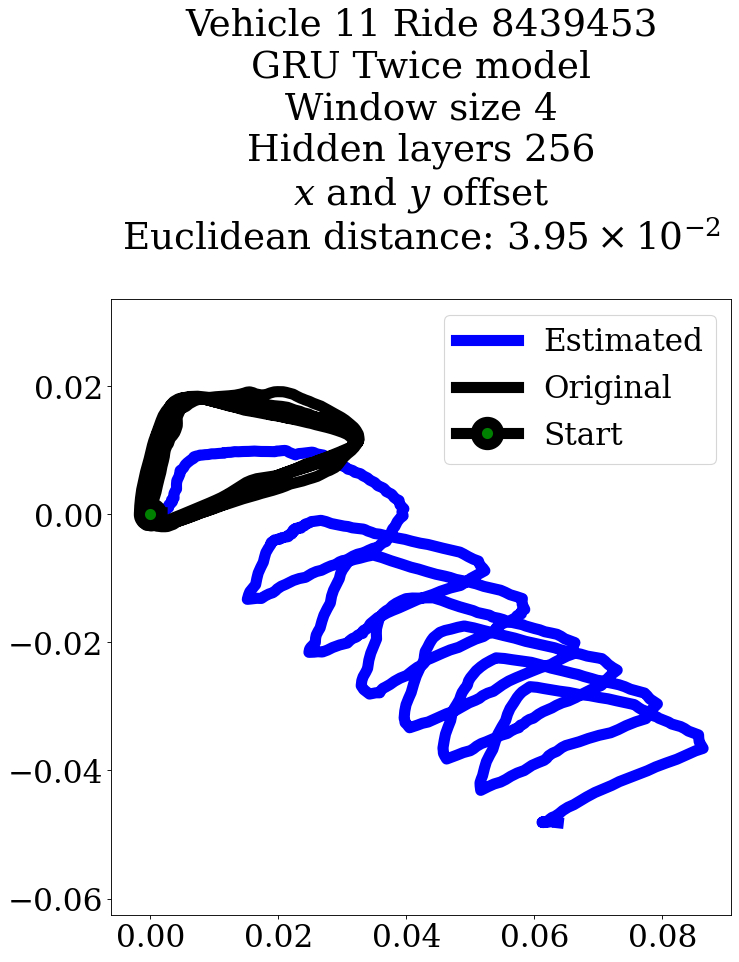 Vehicle 11 Ride 8439453
GRU Twice model
Window size 4
Hidden layers 256
x and y offset
Euclidean distance: 3.95 × 10⁻²
Estimated
Original
Start
0.02
0.00
−0.02
−0.04
−0.06
0.00 0.02 0.04 0.06 0.08